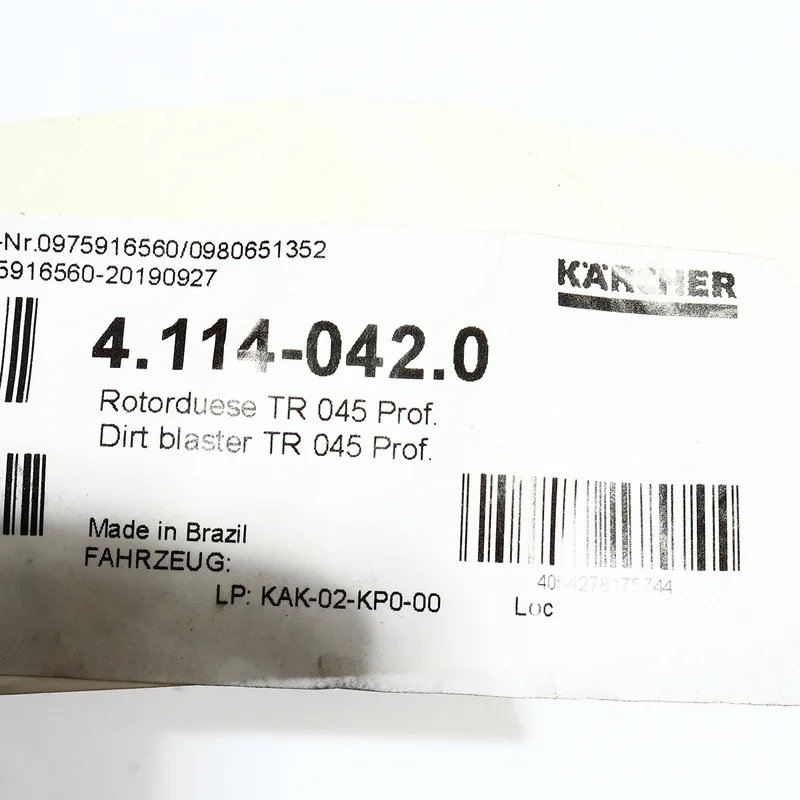 -Nr.0975916560/0980651352
5916560-20190927
KÄRCHER
4.114-042.0
Rotorduese TR 045 Prof.
Dirt blaster TR 045 Prof.
Made in Brazil
FAHRZEUG:
LP: KAK-02-KP0-00
Loc